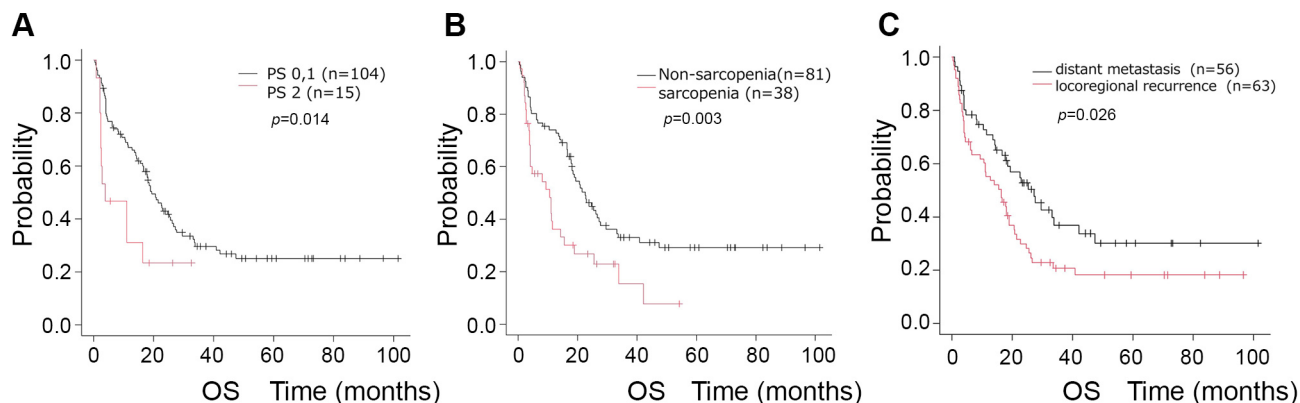 A
1.0
0.8
0.6
0.4
0.2
0.0
Probability
PS 0,1 (n=104)
PS 2 (n=15)
p=0.014
0 20 40 60 80 100
OS Time (months)
B
1.0
0.8
0.6
0.4
0.2
0.0
Probability
Non-sarcopenia(n=81)
sarcopenia (n=38)
p=0.003
0 20 40 60 80 100
OS Time (months)
C
1.0
0.8
0.6
0.4
0.2
0.0
Probability
distant metastasis (n=56)
locoregional recurrence (n=63)
p=0.026
0 20 40 60 80 100
OS Time (months)